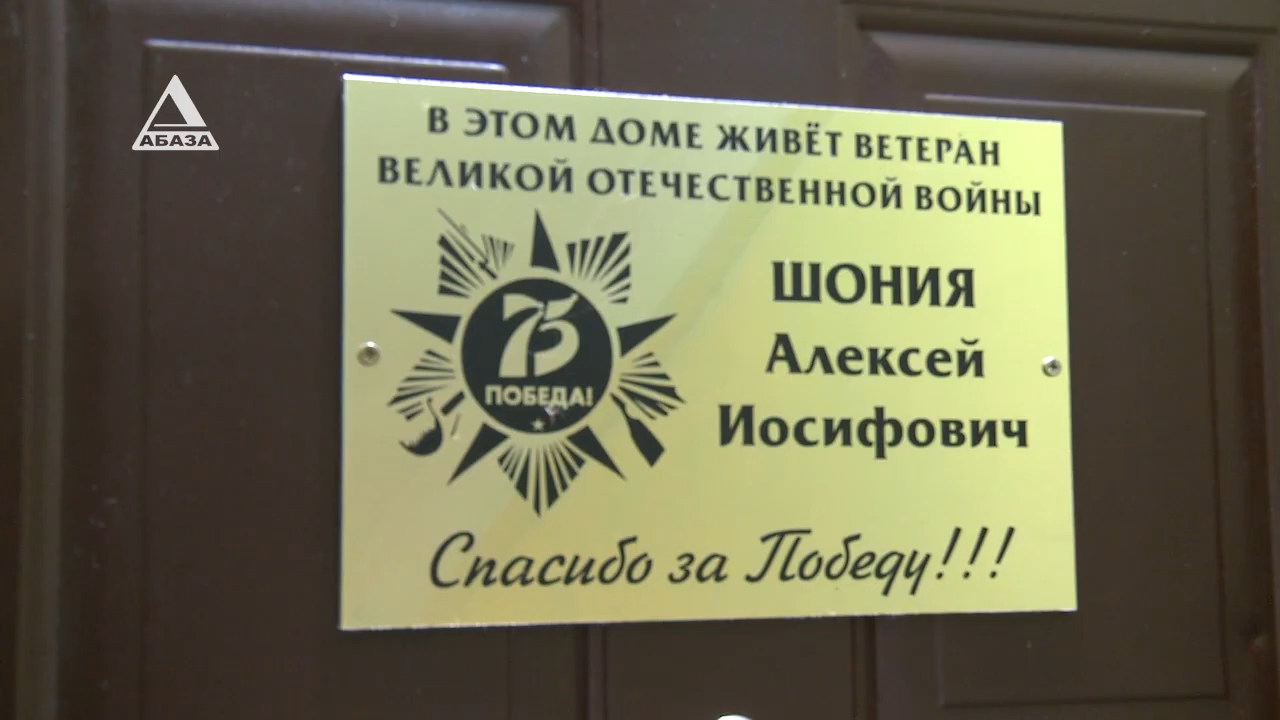 АБАЗА
В ЭТОМ ДОМЕ ЖИВЁТ ВЕТЕРАН
ВЕЛИКОЙ ОТЕЧЕСТВЕННОЙ ВОЙНЫ
75
ПОБЕДА!
ШОНИЯ
Алексей
Иосифович
Спасибо за Победу!!!